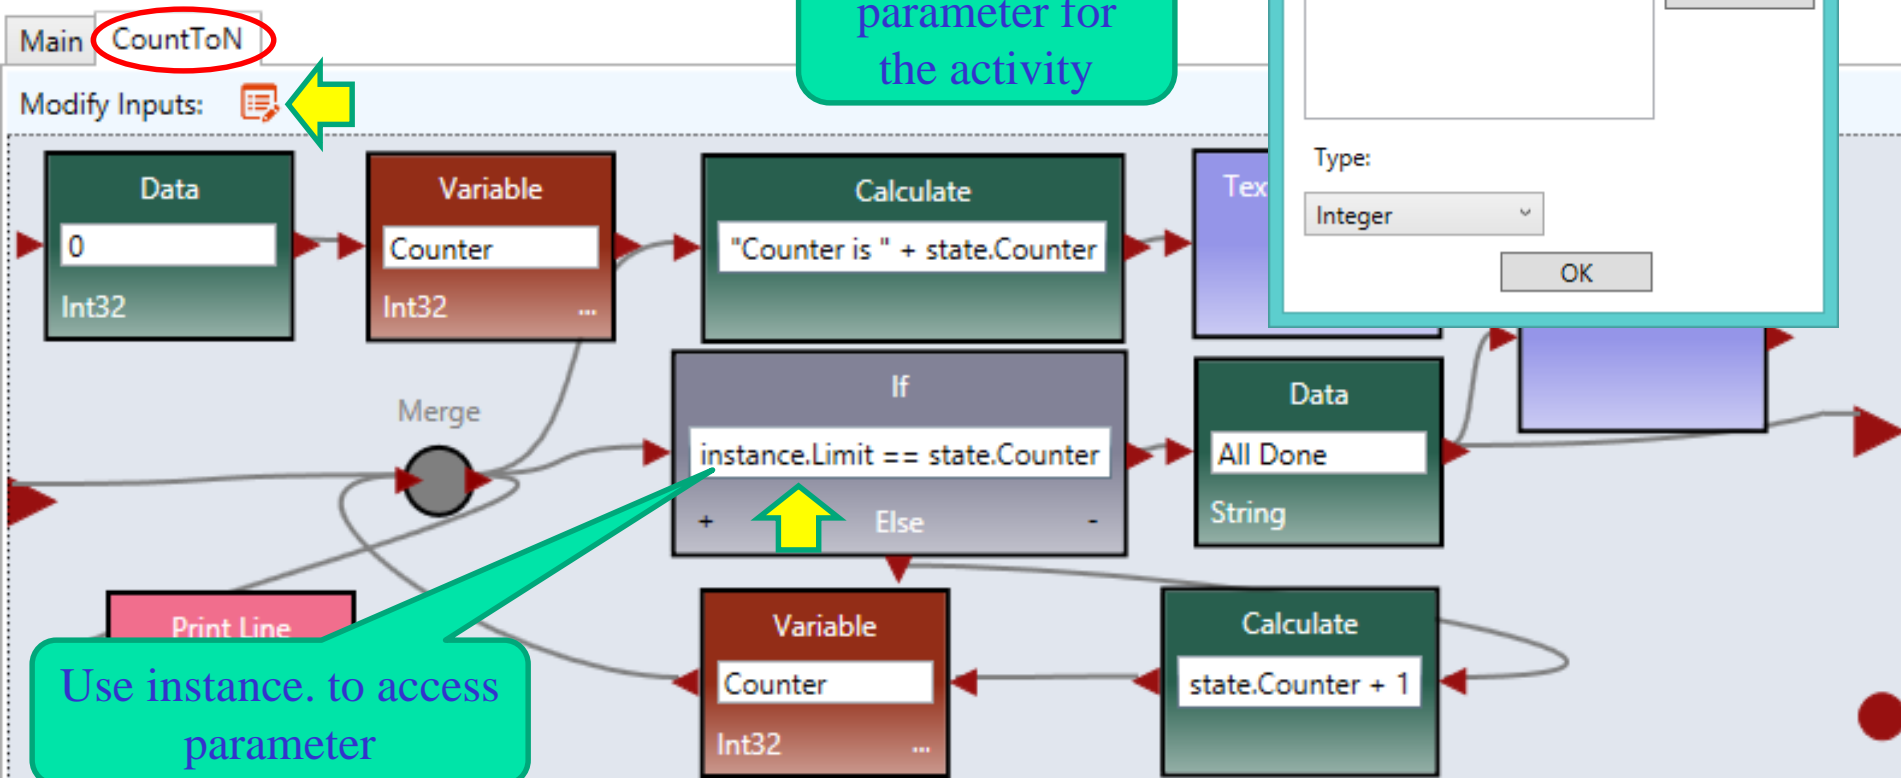 parameter for
the activity
Main
CountToN
Modify Inputs:
Type:
Integer
OK
Data
0
Int32
Variable
Counter
Int32
...
Calculate
"Counter is " + state.Counter
Tex
Merge
If
instance.Limit == state.Counter
+
Else
-
Data
All Done
String
Print Line
Use instance. to access
parameter
Variable
Counter
Int32
...
Calculate
state.Counter + 1